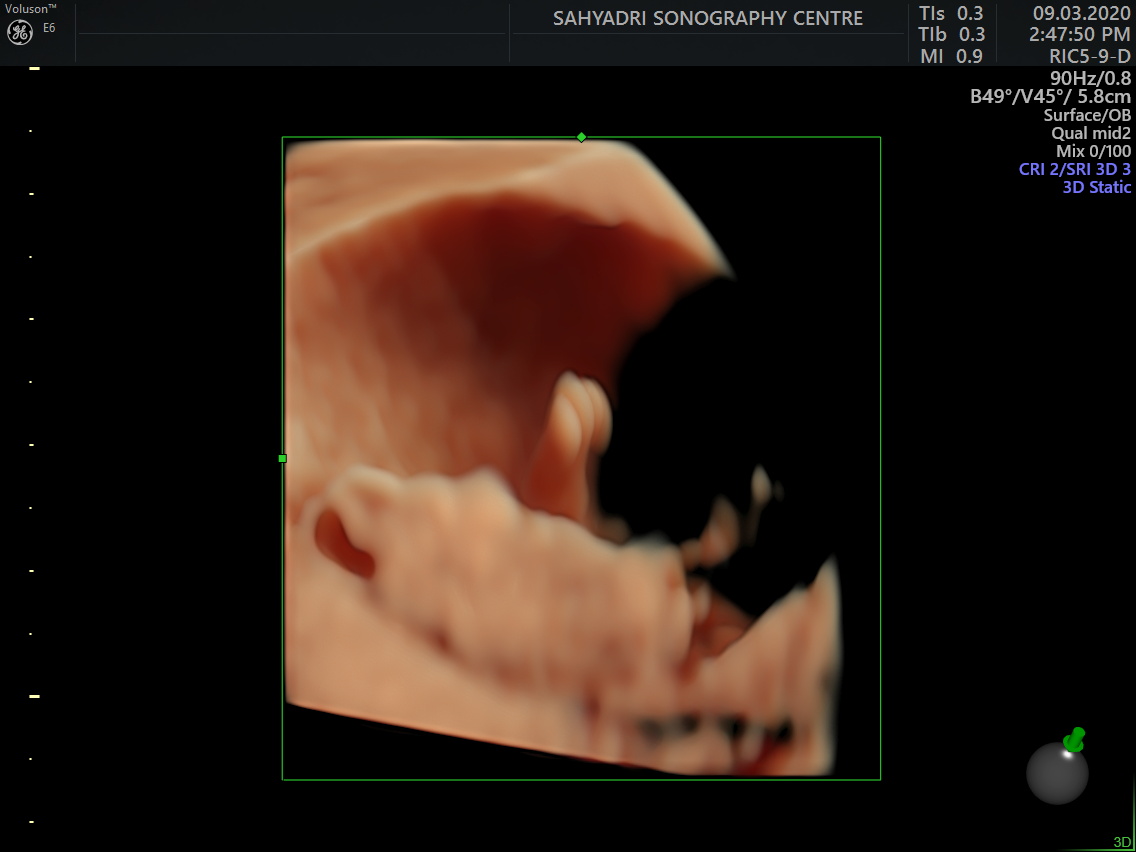 Voluson™
E6
SAHYADRI SONOGRAPHY CENTRE
TIs 0.3
TIb 0.3
MI 0.9
09.03.2020
2:47:50 PM
RIC5-9-D
90Hz/0.8
B49°/V45°/ 5.8cm
Surface/OB
Qual mid2
Mix 0/100
CRI 2/SRI 3D 3
3D Static
3D